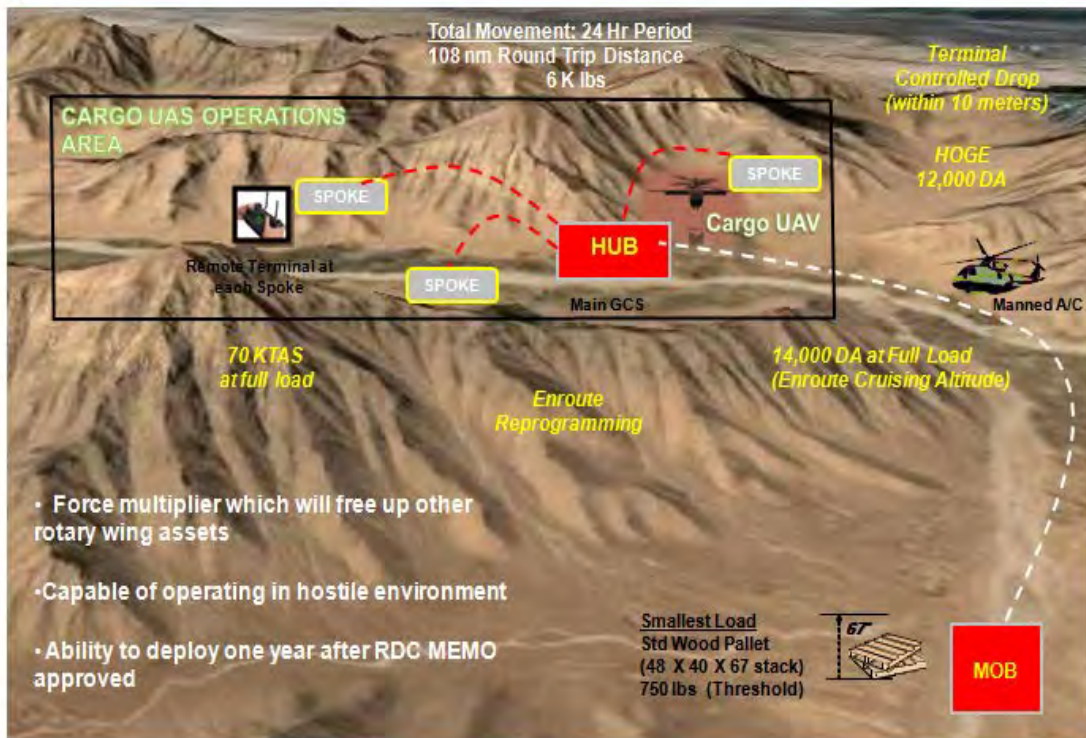 Total Movement: 24 Hr Period
108 nm Round Trip Distance
6 K lbs
Terminal
Controlled Drop
(within 10 meters)
CARGO UAS OPERATIONS
AREA
HOGE
12,000 DA
SPOKE
SPOKE
Cargo UAV
HUB
Remote Terminal at
each Spoke
SPOKE
Main GCS
Manned A/C
70 KTAS
at full load
14,000 DA at Full Load
(Enroute Cruising Altitude)
Enroute
Reprogramming
• Force multiplier which will free up other
rotary wing assets
•Capable of operating in hostile environment
• Ability to deploy one year after RDC MEMO
approved
Smallest Load
Std Wood Pallet
(48 X 40 X 67 stack)
750 lbs (Threshold)
67"
MOB